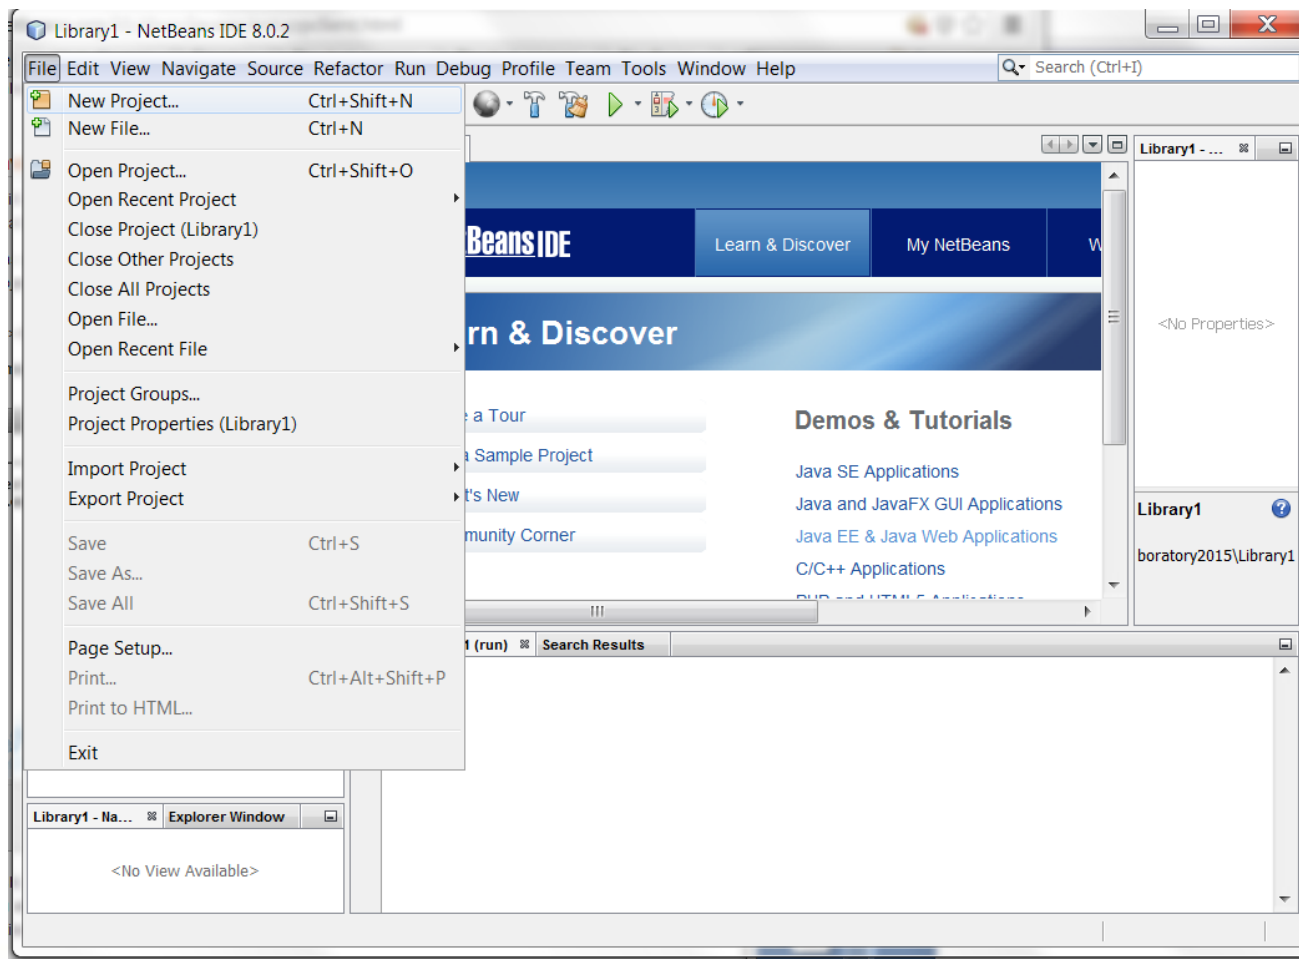 Library1 - NetBeans IDE 8.0.2
File Edit View Navigate Source Refactor Run Debug Profile Team Tools Window Help
Search (Ctrl+I)
New Project... Ctrl+Shift+N
New File... Ctrl+N
Open Project... Ctrl+Shift+O
Open Recent Project
Close Project (Library1)
Close Other Projects
Close All Projects
Open File...
Open Recent File
Project Groups...
Project Properties (Library1)
Import Project
Export Project
Save Ctrl+S
Save As...
Save All Ctrl+Shift+S
Page Setup...
Print... Ctrl+Alt+Shift+P
Print to HTML...
Exit
Beans IDE
Learn & Discover
My NetBeans
W
rn & Discover
a Tour
Sample Project
t's New
munity Corner
Demos & Tutorials
Java SE Applications
Java and JavaFX GUI Applications
Java EE & Java Web Applications
C/C++ Applications
PHP and HTML5 Applications
Library1 - ...
<No Properties>
Library1
boratory2015\Library1
1 (run)
Search Results
Library1 - Na...
Explorer Window
<No View Available>